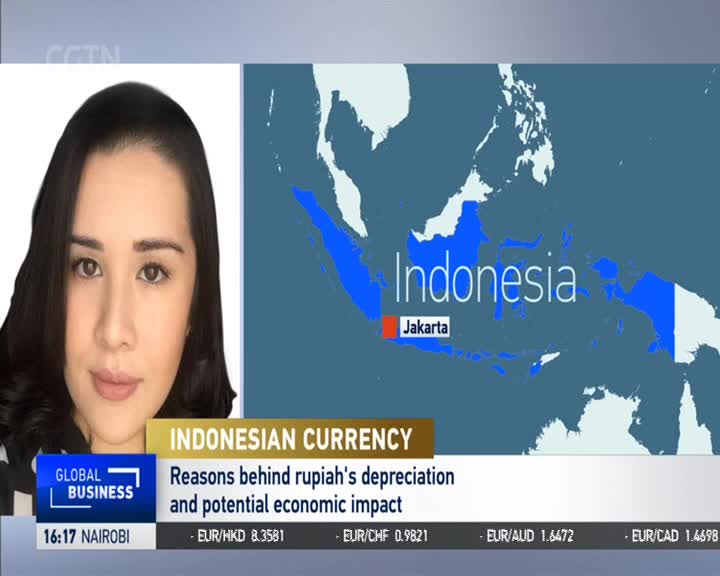 CGTN
Indonesia
Jakarta
INDONESIAN CURRENCY
Reasons behind rupiah's depreciation
and potential economic impact
GLOBAL
BUSINESS
16:17 NAIROBI
- EUR/HKD 8.3581 - EUR/CHF 0.9821 - EUR/AUD 1.6472 - EUR/CAD 1.4698